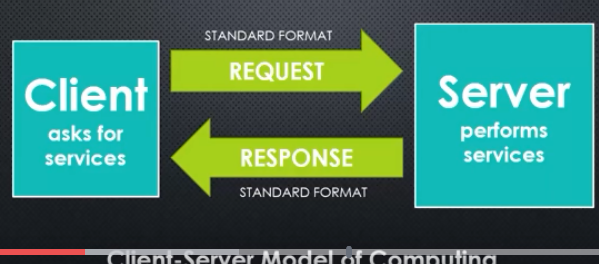 STANDARD FORMAT
REQUEST
Client
asks for
services
Server
performs
services
RESPONSE
STANDARD FORMAT
Client-Server Model of Computing